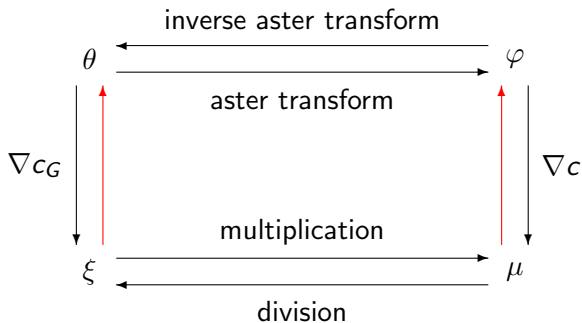 inverse aster transform
θ
φ
aster transform
∇c_G
∇c
multiplication
ξ
μ
division